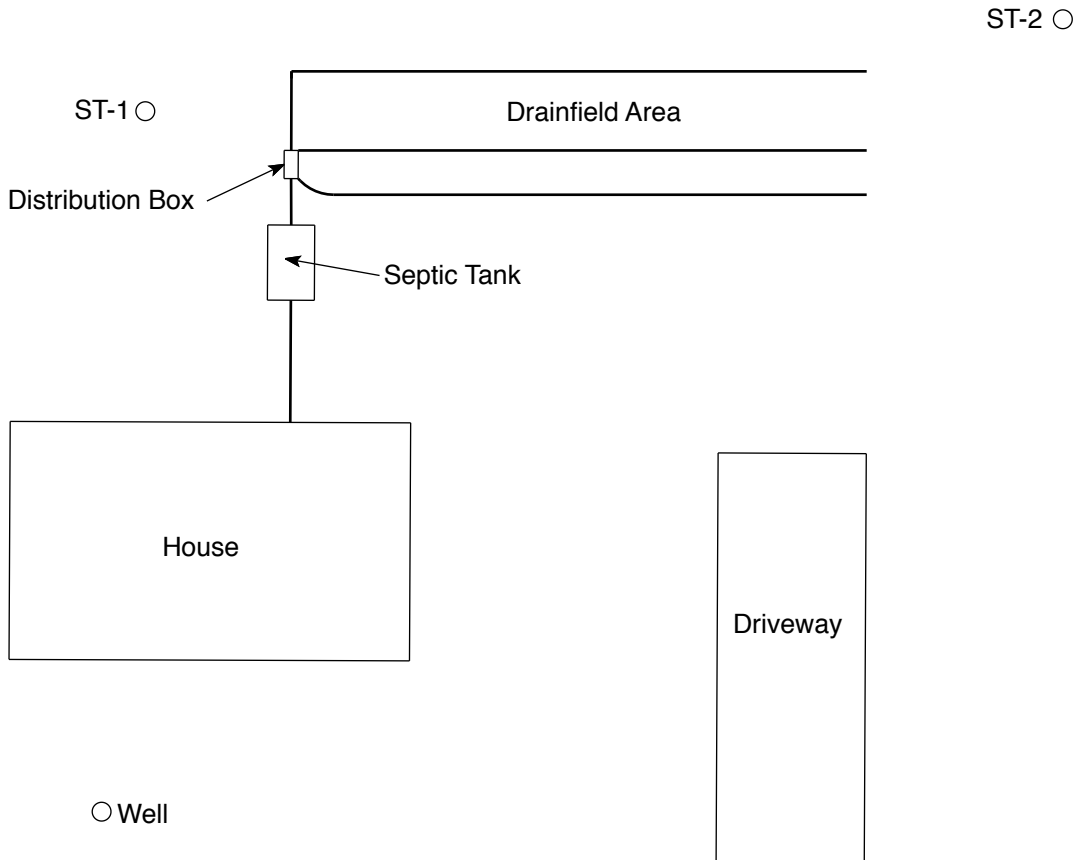 ST-2
ST-1
Drainfield Area
Distribution Box
Septic Tank
House
Driveway
Well